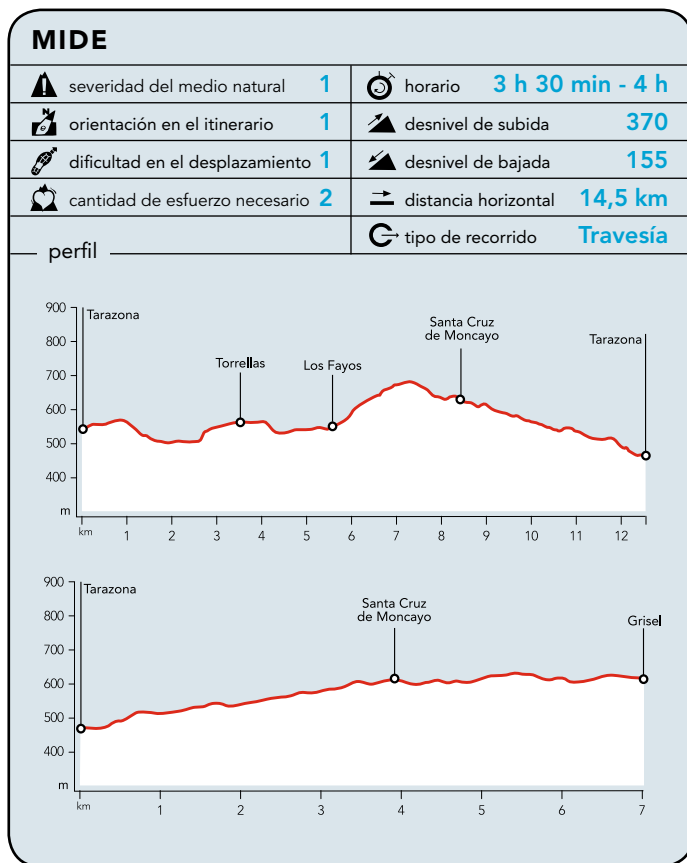 MIDE
severidad del medio natural 1
horario 3 h 30 min - 4 h
orientación en el itinerario 1
desnivel de subida 370
dificultad en el desplazamiento 1
desnivel de bajada 155
cantidad de esfuerzo necesario 2
distancia horizontal 14,5 km
tipo de recorrido Travesía
perfil
900
800
700
600
500
400
m
Tarazona
Torrellas
Los Fayos
Santa Cruz
de Moncayo
Tarazona
km 1 2 3 4 5 6 7 8 9 10 11 12
900
800
700
600
500
400
m
Tarazona
Santa Cruz
de Moncayo
Grisel
km 1 2 3 4 5 6 7